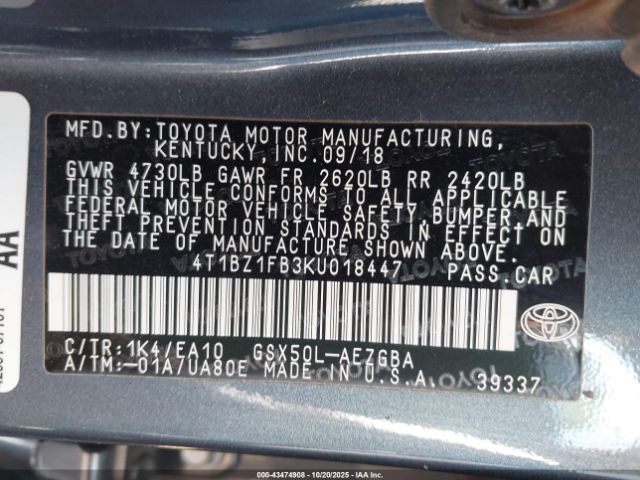 MFD.BY:TOYOTA MOTOR MANUFACTURING,
KENTUCKY,INC.09/18
GVWR 4730LB GAWR FR 2620LB RR 2420LB
THIS VEHICLE CONFORMS TO ALL APPLICABLE
FEDERAL MOTOR VEHICLE SAFETY,BUMPER,AND
THEFT PREVENTION STANDARDS IN EFFECT ON
THE DATE OF MANUFACTURE SHOWN ABOVE.
4T1BZ1FB3KU018447 PASS.CAR
C/TR:1K4/EA10 GSX50L-AEZGBA
A/TM:-01A/UA80E MADE IN U.S.A. 39337
AA
000-43474908 - 10/20/2025 - IAAI.COM